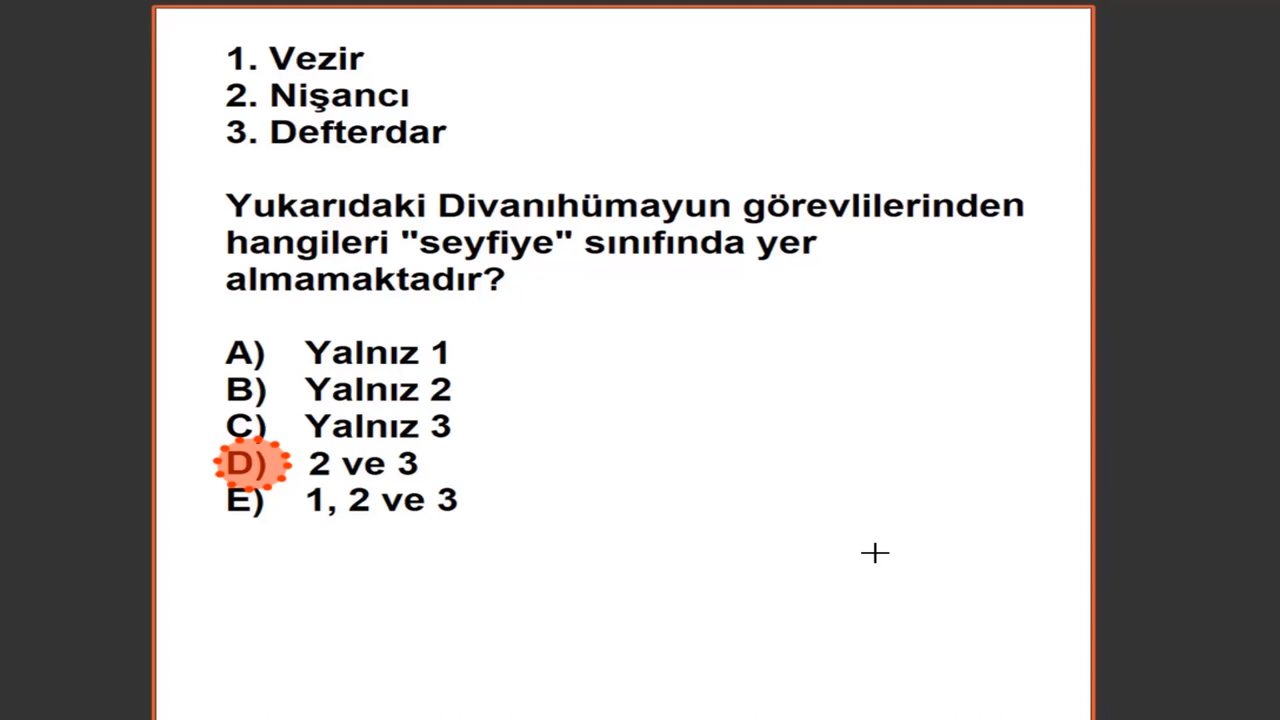 1. Vezir
2. Nişancı
3. Defterdar
Yukarıdaki Divanıhümayun görevlilerinden
hangileri "seyfiye" sınıfında yer
almamaktadır?
A) Yalnız 1
B) Yalnız 2
C) Yalnız 3
D) 2 ve 3
E) 1, 2 ve 3